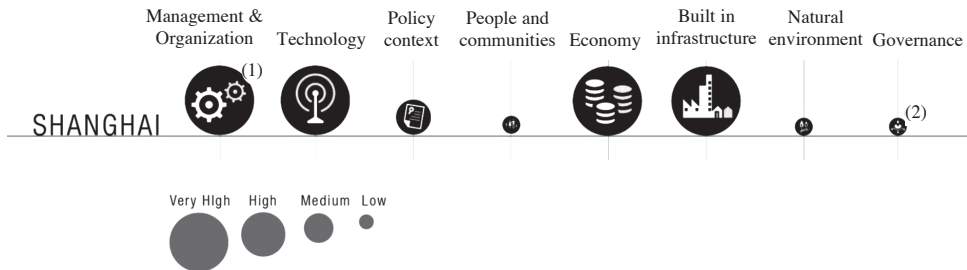 Management &
Organization
Technology
Policy
context
People and
communities
Economy
Built in
infrastructure
Natural
environment
Governance
(1)
P
(2)
SHANGHAI
Very HIgh
High
Medium
Low